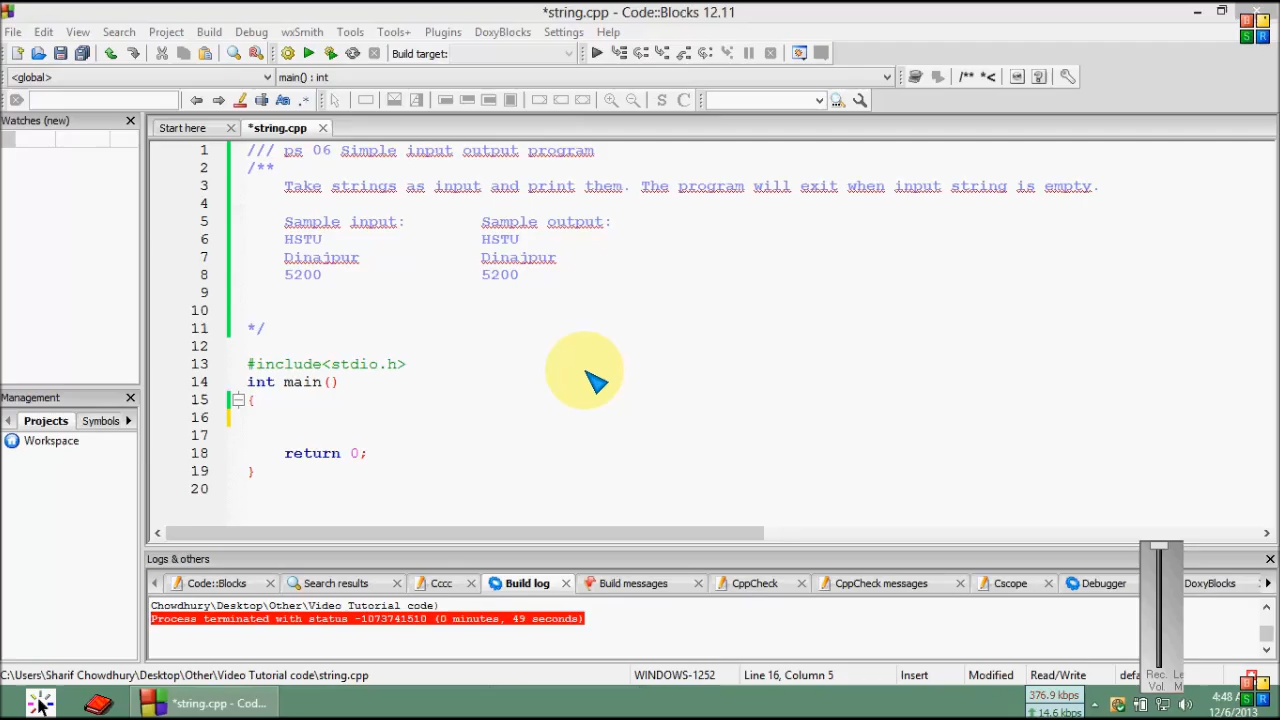 *string.cpp - Code::Blocks 12.11
File Edit View Search Project Build Debug wxSmith Tools Tools+ Plugins DoxyBlocks Settings Help
Build target:
<global> main() : int
/** *<
S C
Watches (new)
Start here *string.cpp
1 /// ps 06 Simple input output program
2 /**
3 Take strings as input and print them. The program will exit when input string is empty.
4
5 Sample input: Sample output:
6 HSTU HSTU
7 Dinajpur Dinajpur
8 5200 5200
9
10
11 */
12
13 #include<stdio.h>
14 int main()
15 {
16
17
18 return 0;
19 }
20
Management
Projects Symbols
Workspace
Logs & others
Code::Blocks Search results Cccc Build log Build messages CppCheck CppCheck messages Cscope Debugger DoxyBlocks
Chowdhury\Desktop\Other\Video Tutorial code)
Process terminated with status -1073741510 (0 minutes, 49 seconds)
C:\Users\Sharif Chowdhury\Desktop\Other\Video Tutorial code\string.cpp WINDOWS-1252 Line 16, Column 5 Insert Modified Read/Write
Rec.
Vol
B
S R
*string.cpp - Cod...
376.9 kbps
14.6 kbps
4:48 AM
12/6/2013